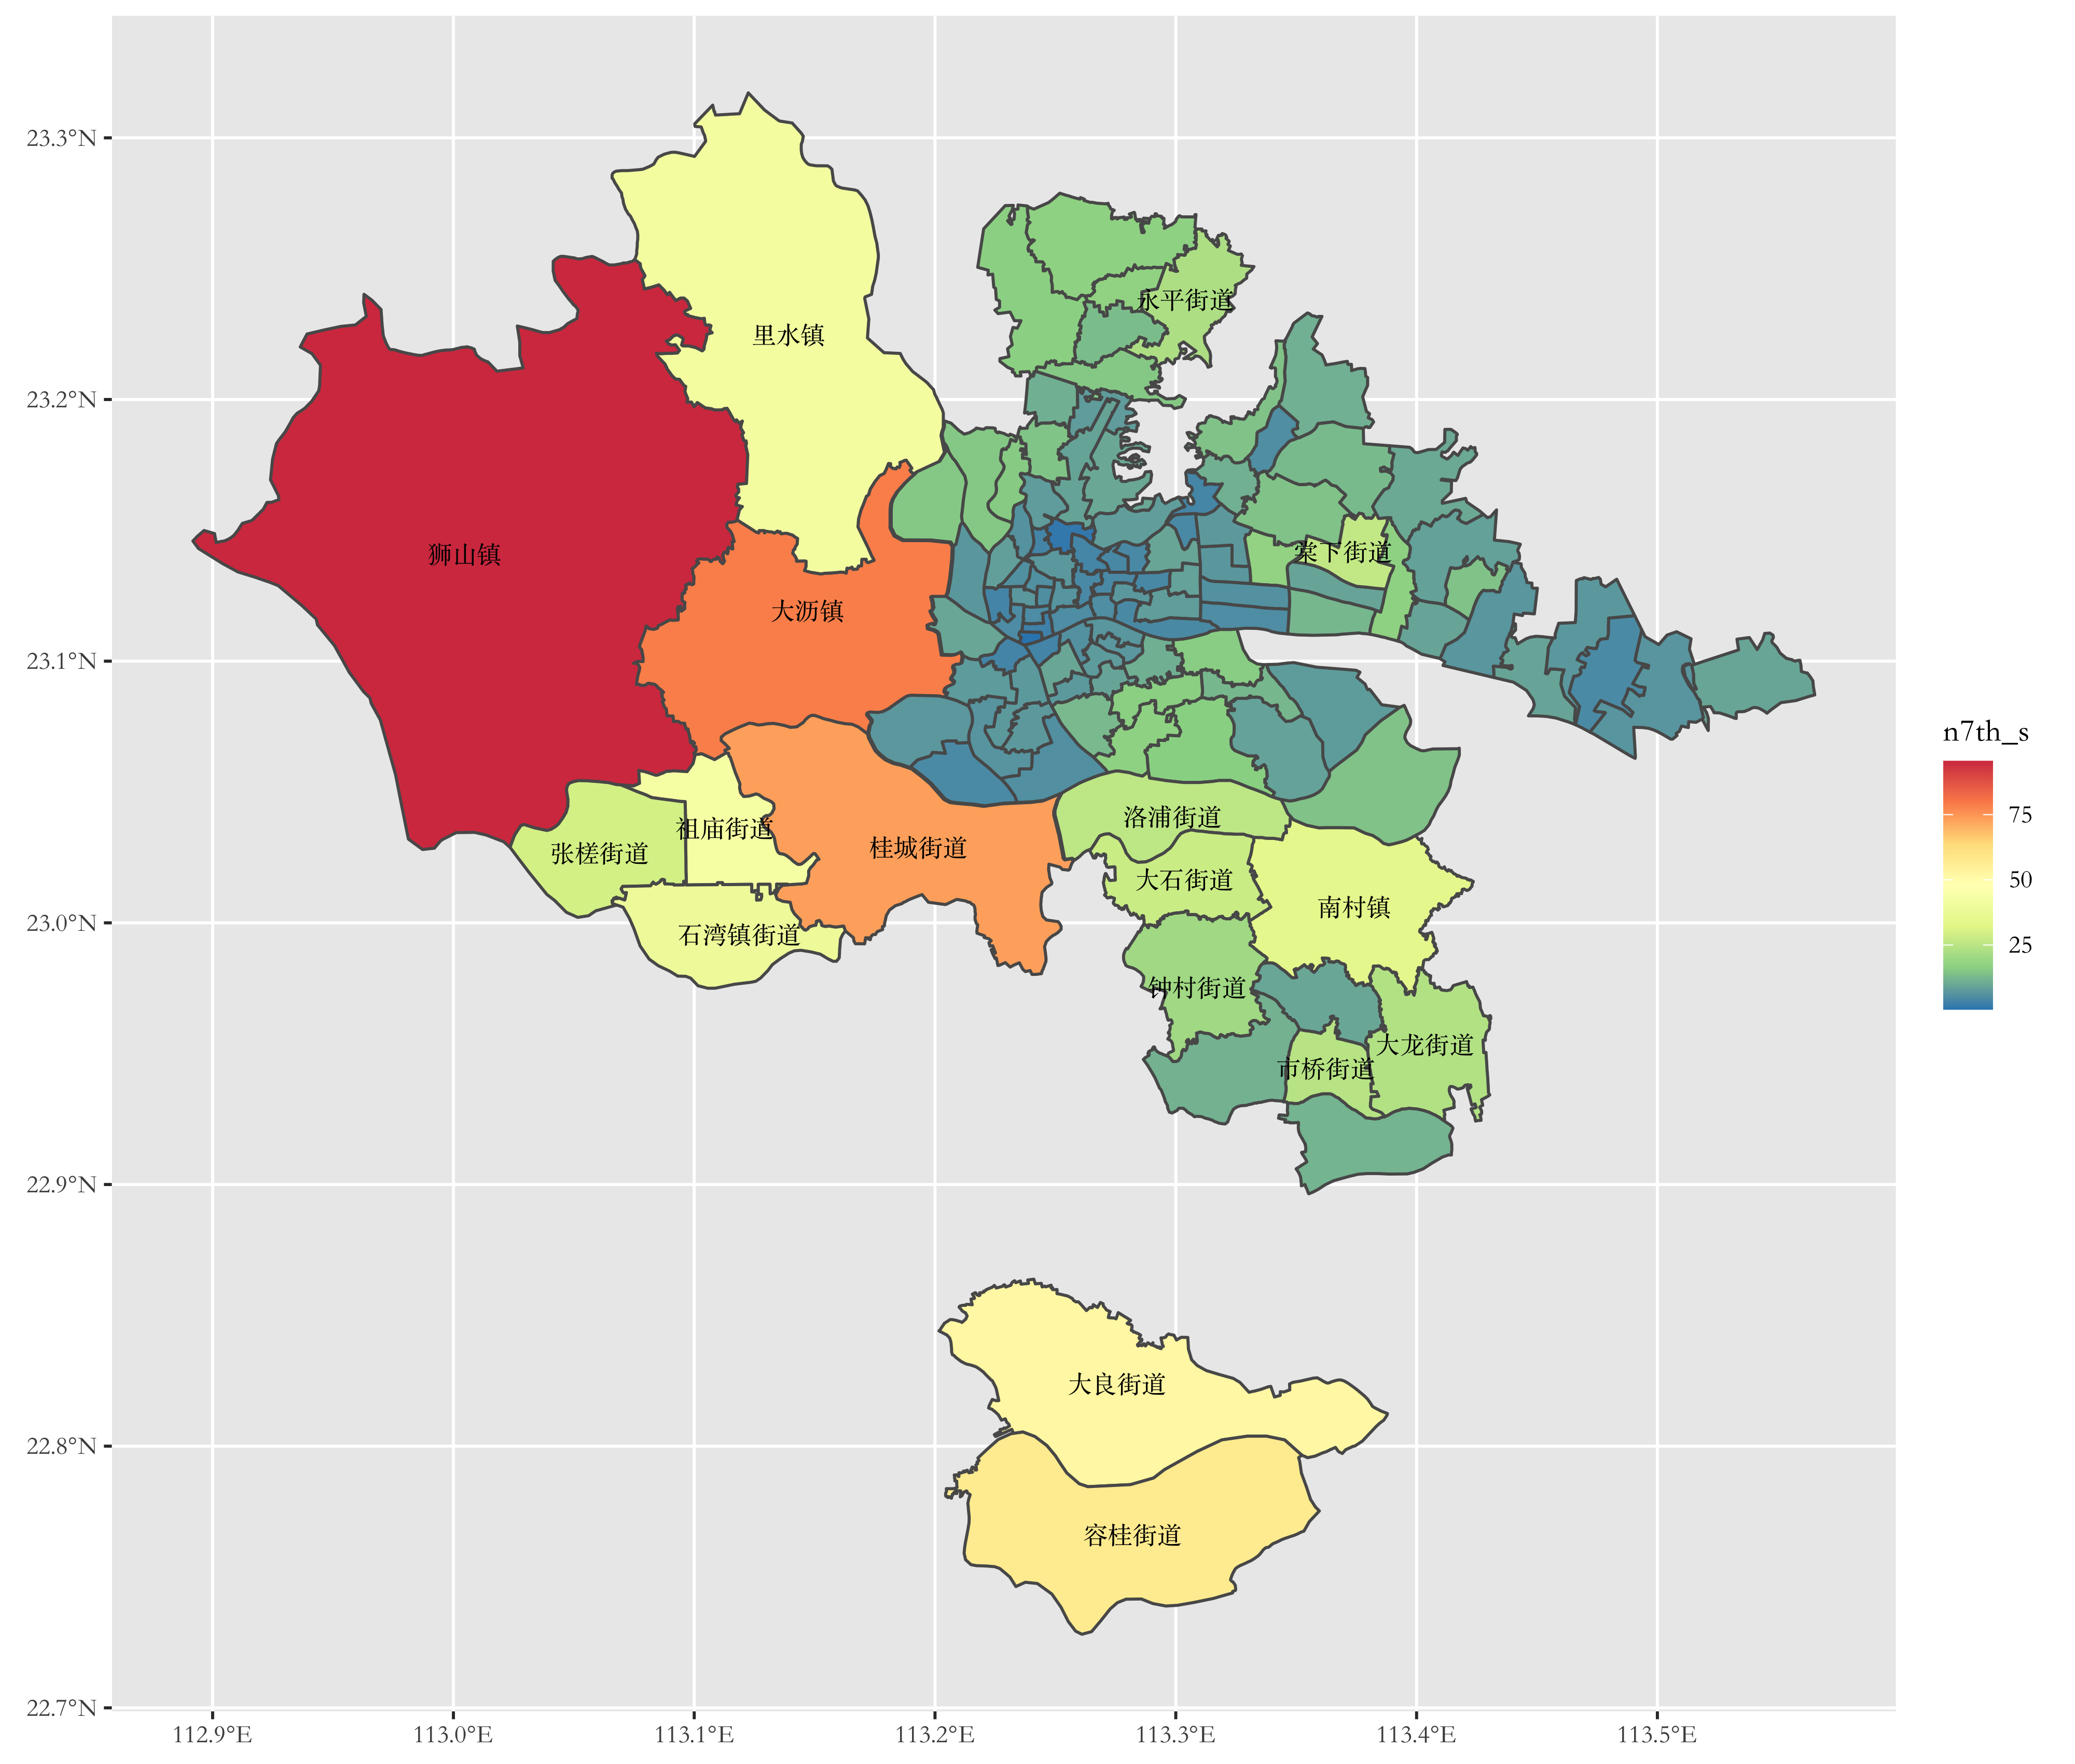 23.3°N
永平街道
里水镇
23.2°N
狮山镇
棠下街道
大沥镇
23.1°N
n7th_s
75
50
25
洛浦街道
祖庙街道
桂城街道
张槎街道
大石街道
南村镇
23.0°N
石湾镇街道
钟村街道
大龙街道
市桥街道
22.9°N
大良街道
22.8°N
容桂街道
22.7°N
112.9°E 113.0°E 113.1°E 113.2°E 113.3°E 113.4°E 113.5°E